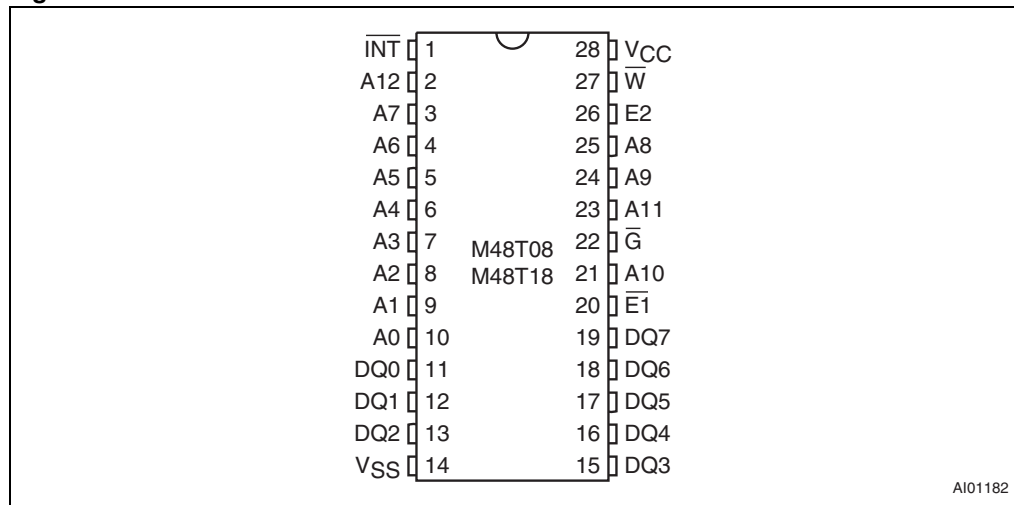 I̅N̅T̅ 1 28 VCC
A12 2 27 W̅
A7 3 26 E2
A6 4 25 A8
A5 5 24 A9
A4 6 23 A11
A3 7 22 G̅
M48T08
A2 8 21 A10
M48T18
A1 9 20 E̅1̅
A0 10 19 DQ7
DQ0 11 18 DQ6
DQ1 12 17 DQ5
DQ2 13 16 DQ4
VSS 14 15 DQ3
AI01182